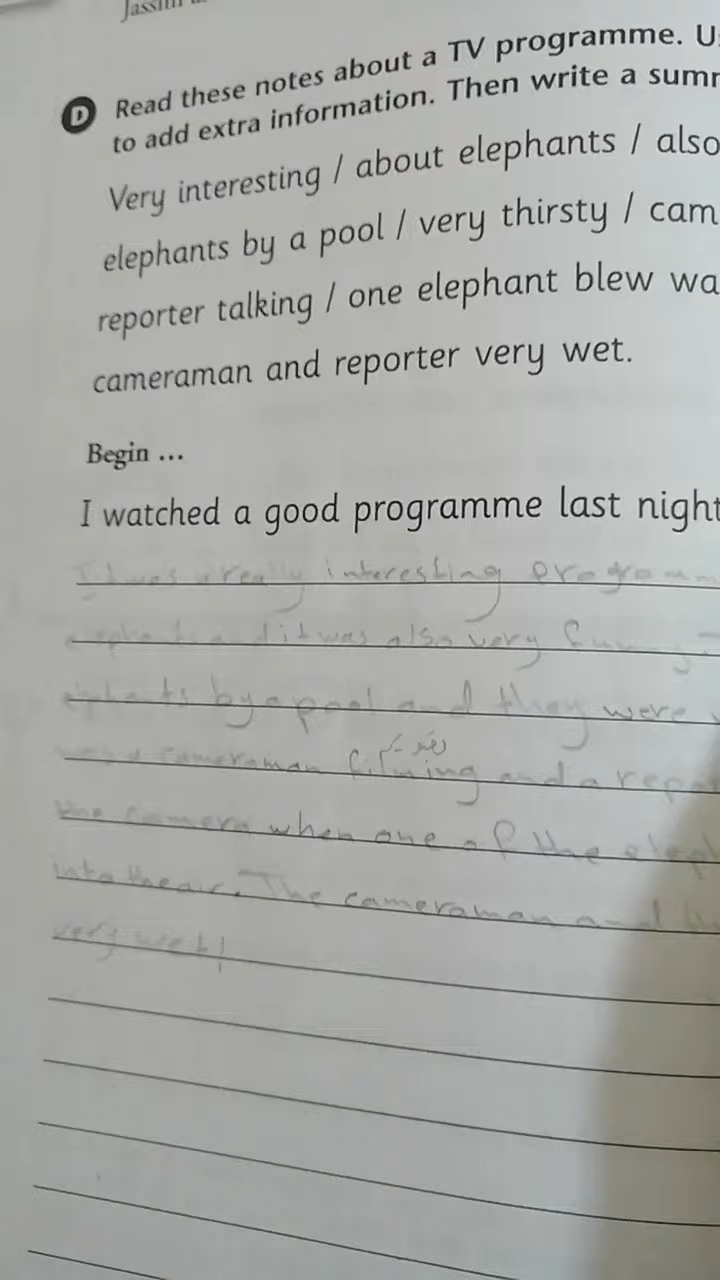 Jassim
D Read these notes about a TV programme. U
to add extra information. Then write a summ
Very interesting / about elephants / also
elephants by a pool / very thirsty / cam
reporter talking / one elephant blew wa
cameraman and reporter very wet.
Begin ...
I watched a good programme last night
It was a really interesting programm
elephants and it was also very funny. T
elephants by a pool and they were
was a cameraman filming and a repor
the camera when one of the eleph
into the air. The cameraman and
very wet!